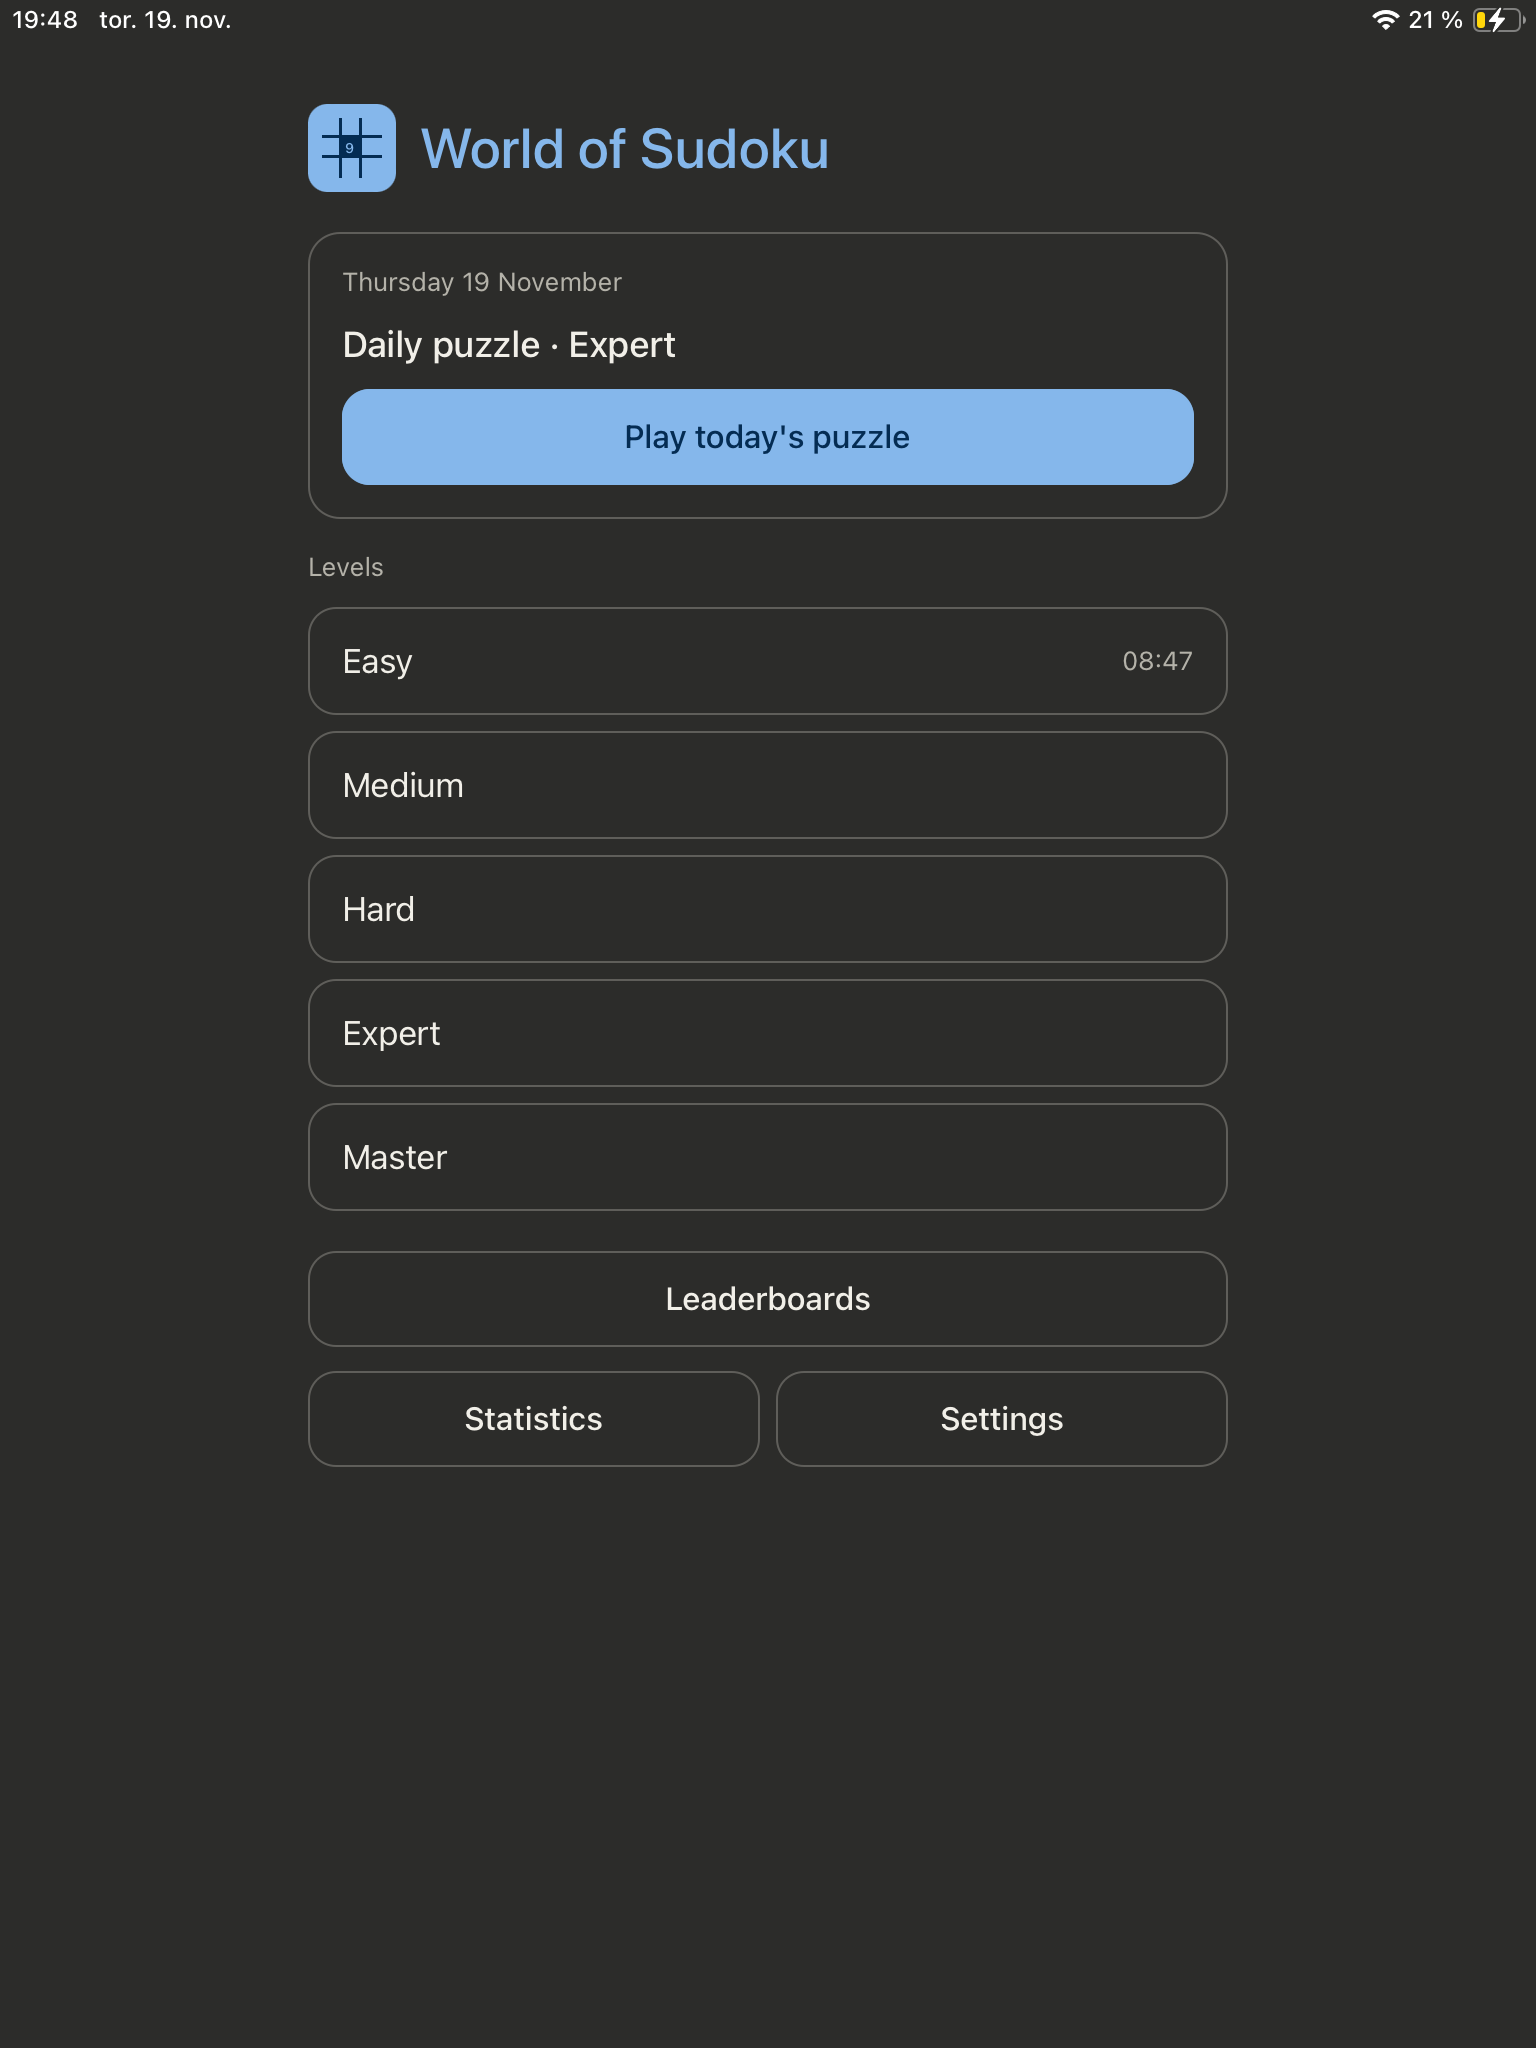 19:48 tor. 19. nov. 21 %
9
World of Sudoku
Thursday 19 November
Daily puzzle · Expert
Play today's puzzle
Levels
Easy 08:47
Medium
Hard
Expert
Master
Leaderboards
Statistics Settings